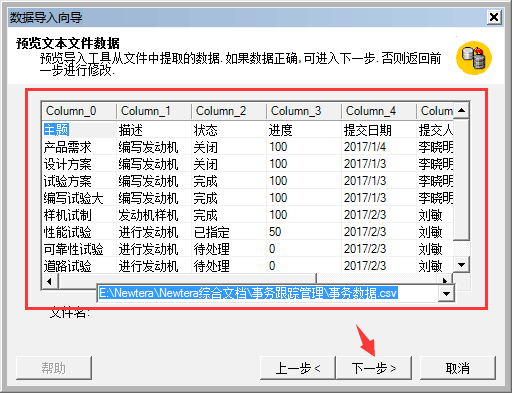 数据导入向导
预览文本文件数据
预览导入工具从文件中提取的数据. 如果数据正确,可进入下一步. 否则返回前
一步进行修改.
Column_0 Column_1 Column_2 Column_3 Column_4 Colum
主题 描述 状态 进度 提交日期 提交人
产品需求 编写发动机 关闭 100 2017/1/4 李晓明
设计方案 编写发动机 关闭 100 2017/1/3 李晓明
试验方案 编写发动机 完成 100 2017/1/3 李晓明
编写试验大 编写发动机 完成 100 2017/1/3 李晓明
样机试制 发动机样机 完成 100 2017/2/3 刘敏
性能试验 进行发动机 已指定 50 2017/2/3 刘敏
可靠性试验 进行发动机 待处理 0 2017/2/3 刘敏
道路试验 进行发动机 待处理 0 2017/2/3 刘敏
E:\Newtera\Newtera综合文档\事务跟踪管理\事务数据.csv
文件名:
帮助 上一步 < 下一步 > 取消